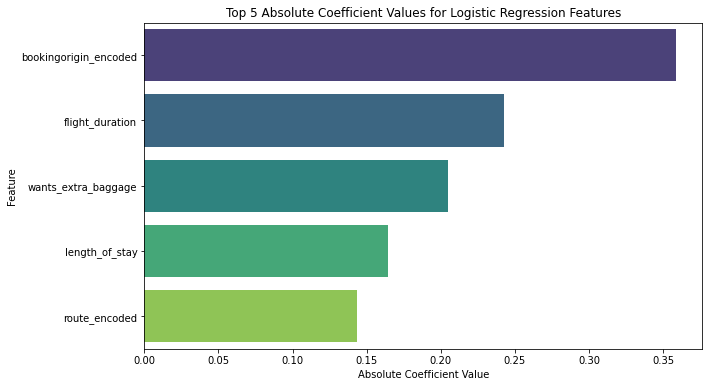 Top 5 Absolute Coefficient Values for Logistic Regression Features
Feature
bookingorigin_encoded
flight_duration
wants_extra_baggage
length_of_stay
route_encoded
0.00 0.05 0.10 0.15 0.20 0.25 0.30 0.35
Absolute Coefficient Value